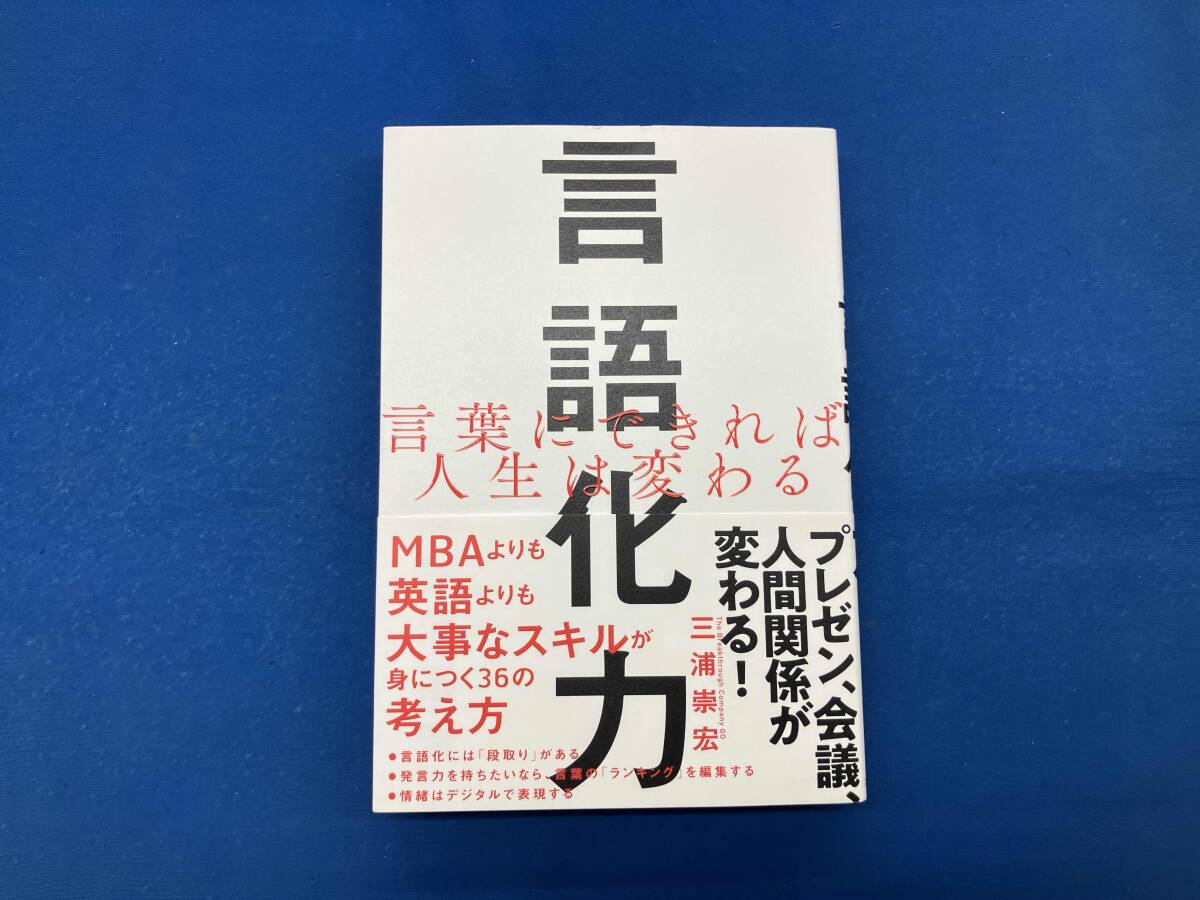 言語化力
言葉にできれば
人生は変わる
プレゼン、会議、
人間関係が
変わる!
The Breakthrough Company GO
三浦崇宏
MBAよりも
英語よりも
大事なスキルが
身につく36の
考え方
●言語化には「段取り」がある
●発言力を持ちたいなら、言葉の「ランキング」を編集する
●情緒はデジタルで表現する